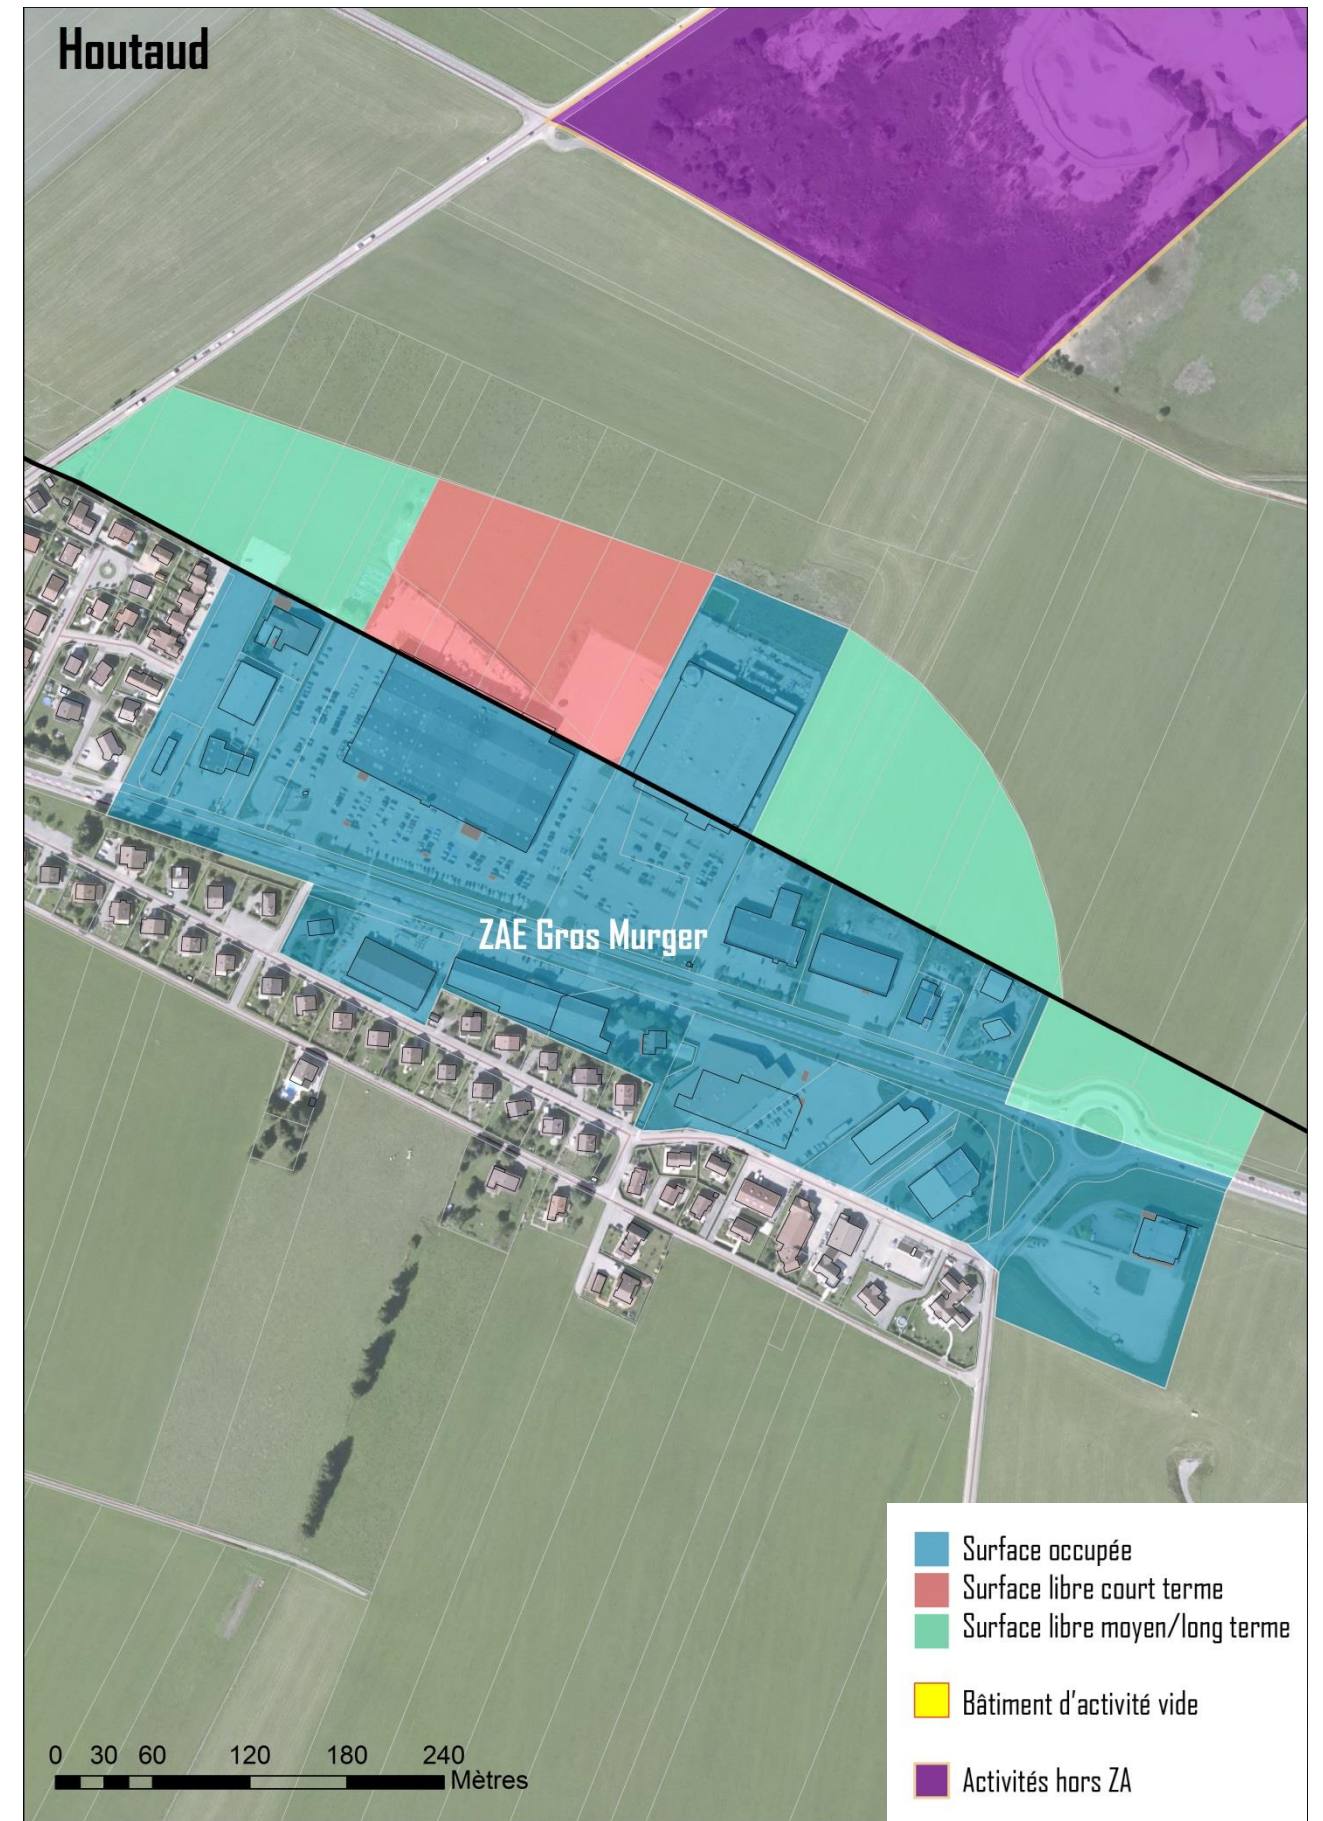 Houtaud
ZAE Gros Murger
Surface occupée
Surface libre court terme
Surface libre moyen/long terme
Bâtiment d'activité vide
Activités hors ZA
0 30 60 120 180 240
Mètres